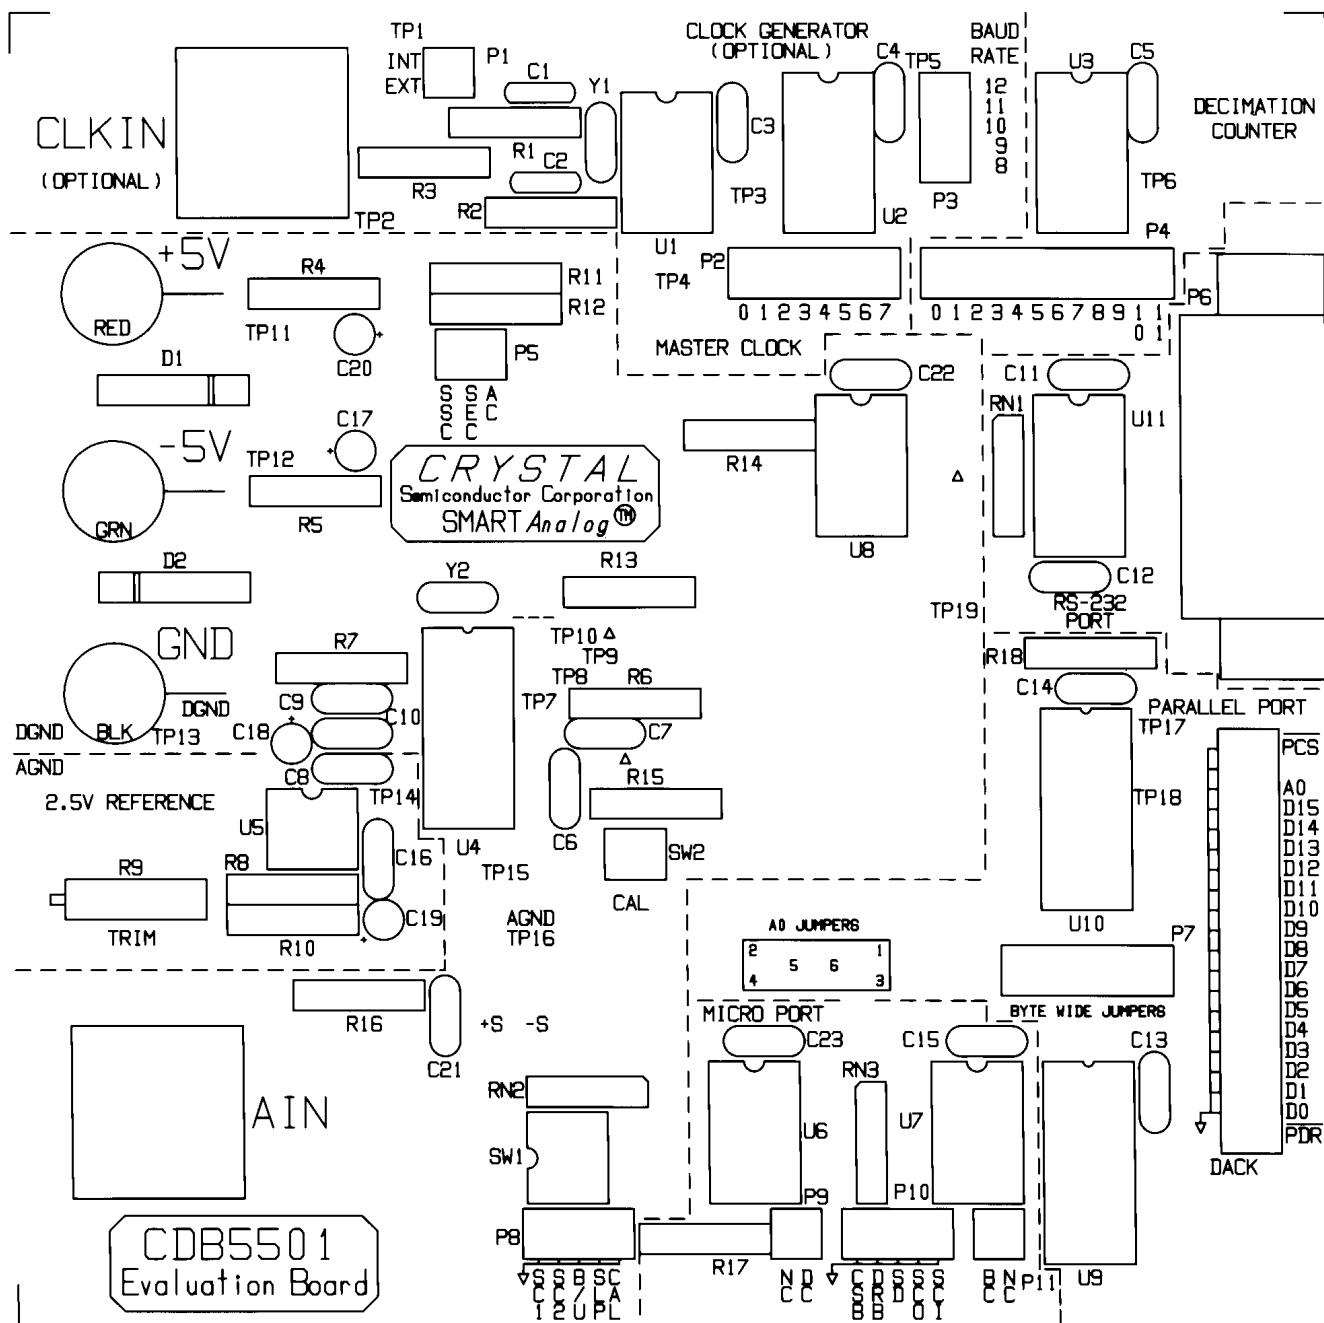 TP1
CLOCK GENERATOR
(OPTIONAL)
C4
BAUD
RATE
C5
INT
EXT
P1
C1
Y1
TP5
U3
12
11
10
9
8
CLKIN
(OPTIONAL)
C3
DECIMATION
COUNTER
R1
R3
C2
R2
TP2
TP3
U2
P3
TP6
U1
P4
+5V
RED
R4
TP11
C20
R11
R12
P5
TP4
P2
0 1 2 3 4 5 6 7
0 1 2 3 4 5 6 7 8 9 1 1
0 1
P6
MASTER CLOCK
D1
S S A
S E C
C C
C22
C11
RN1
U11
C17
-5V
TP12
GRN
R5
R14
U8
CRYSTAL
Semiconductor Corporation
SMART Analog TM
D2
Y2
R13
C12
TP19
RS-232
PORT
GND
DGND
DGND
BLK
TP13
R7
C9
C10
C18
TP10
TP9
TP8
TP7
R6
C7
R18
C14
PARALLEL PORT
TP17
AGND
2.5V REFERENCE
C8
TP14
U5
C16
U4
R15
C6
SW2
CAL
TP18
U10
PCS
A0
D15
D14
D13
D12
D11
D10
D9
D8
D7
D6
D5
D4
D3
D2
D1
D0
PDR
DACK
R9
TRIM
R8
R10
C19
TP15
AGND
TP16
A0 JUMPERS
2 1
5 6
4 3
P7
BYTE WIDE JUMPERS
R16
C21
+S -S
MICRO PORT
C23
C15
C13
AIN
RN2
SW1
RN3
U6
U7
P9
P10
P8
R17
P11
U9
S S B S C
C C / L A
1 2 U P L
N D
C C
C D S S S
S R D C C
B B O I
B N
C C
CDB5501
Evaluation Board